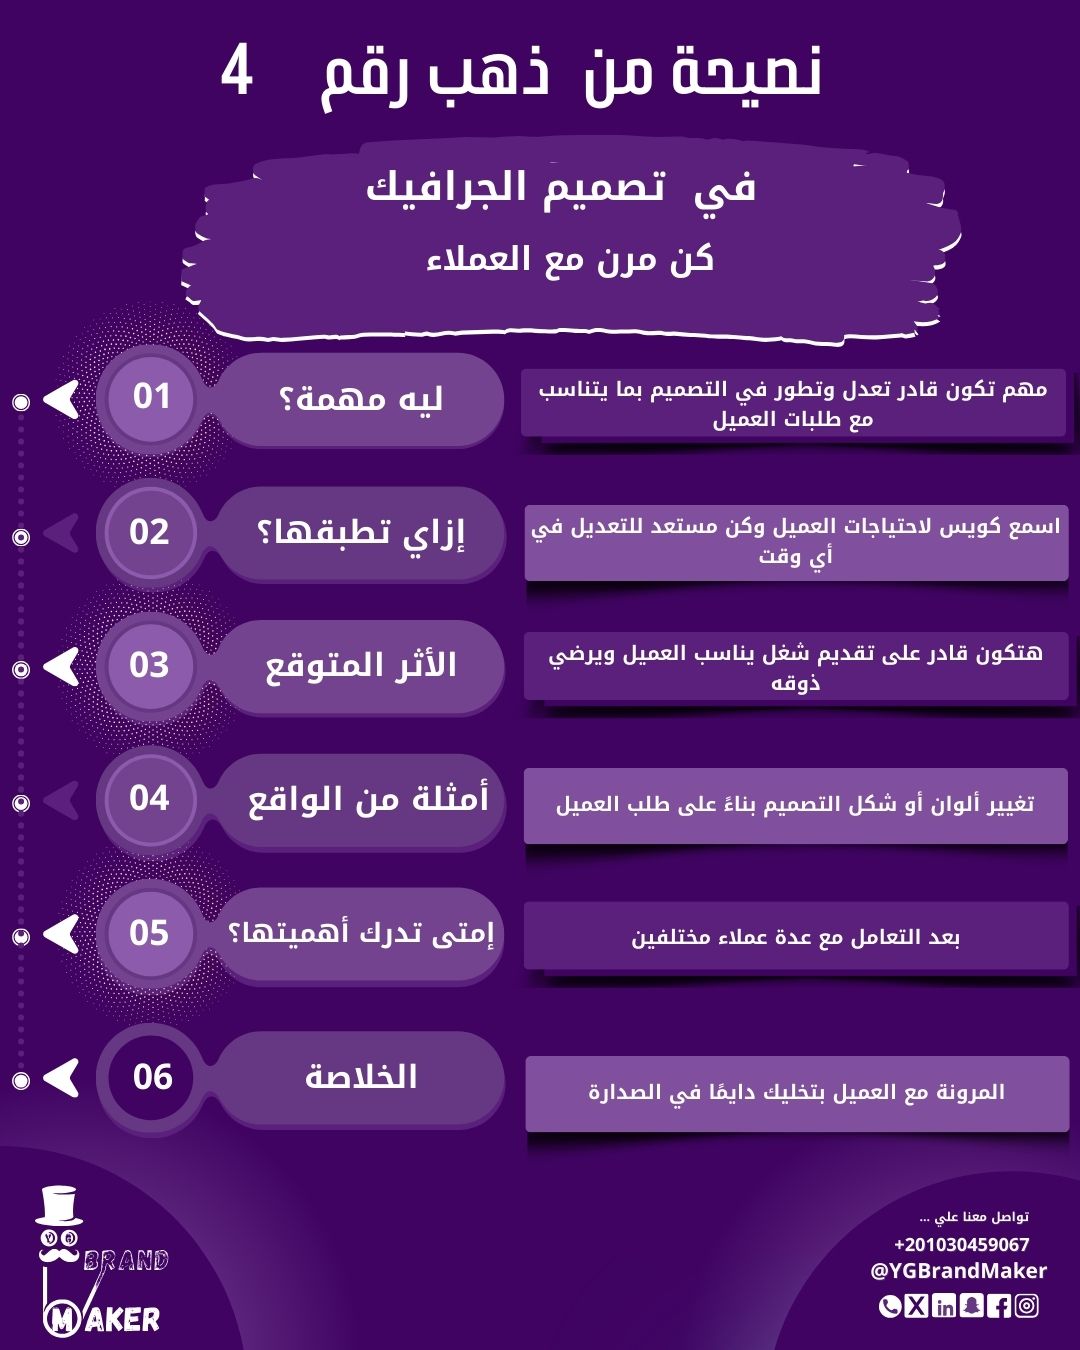 نصيحة من ذهب رقم 4
في تصميم الجرافيك
كن مرن مع العملاء
01
ليه مهمة؟
مهم تكون قادر تعدل وتطور في التصميم بما يتناسب
مع طلبات العميل
02
إزاي تطبقها؟
اسمع كويس لاحتياجات العميل وكن مستعد للتعديل في
أي وقت
03
الأثر المتوقع
هتكون قادر على تقديم شغل يناسب العميل ويرضي
ذوقه
04
أمثلة من الواقع
تغيير ألوان أو شكل التصميم بناءً على طلب العميل
05
إمتى تدرك أهميتها؟
بعد التعامل مع عدة عملاء مختلفين
06
الخلاصة
المرونة مع العميل بتخليك دايمًا في الصدارة
تواصل معنا علي ...
+201030459067
@YGBrandMaker
YG
BRAND
MAKER